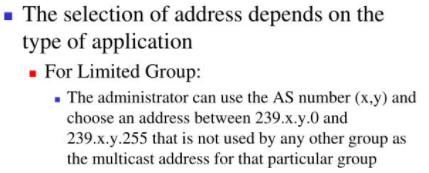 The selection of address depends on the
type of application
For Limited Group:
The administrator can use the AS number (x,y) and
choose an address between 239.x.y.0 and
239.x.y.255 that is not used by any other group as
the multicast address for that particular group